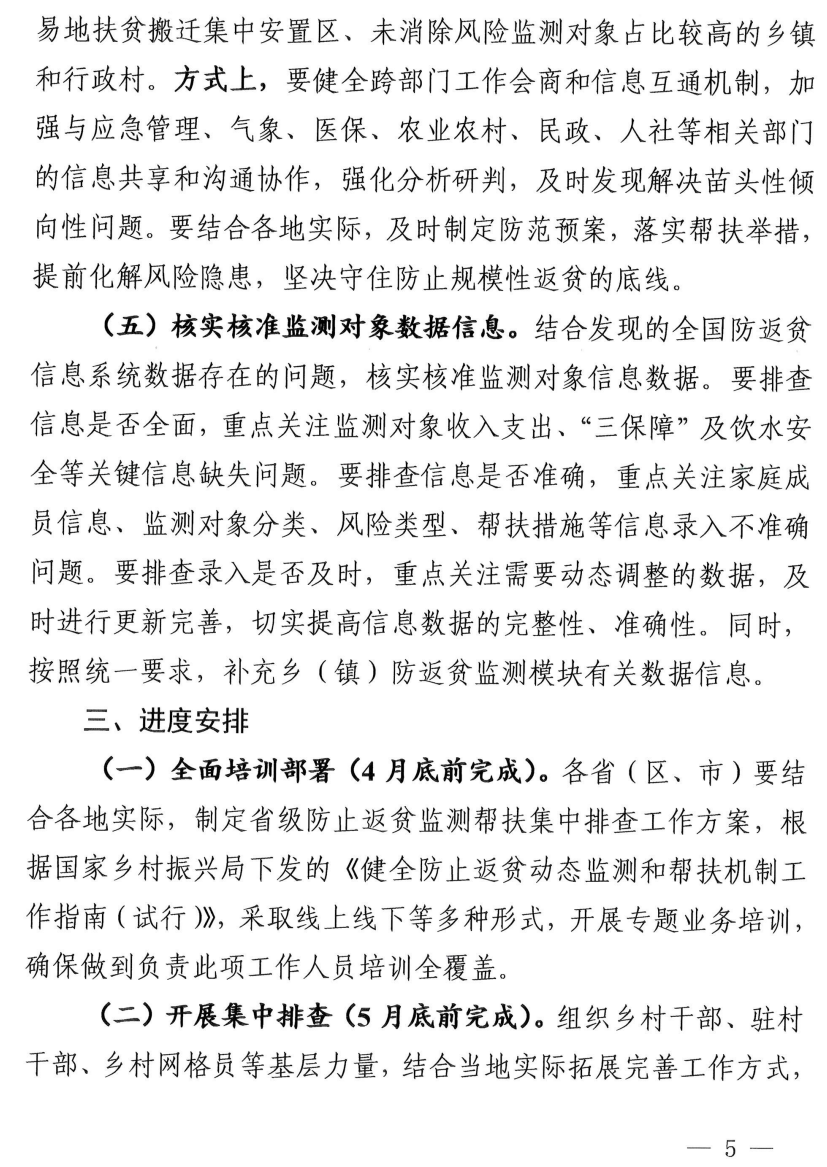 易地扶贫搬迁集中安置区、未消除风险监测对象占比较高的乡镇
和行政村。方式上，要健全跨部门工作会商和信息互通机制，加
强与应急管理、气象、医保、农业农村、民政、人社等相关部门
的信息共享和沟通协作，强化分析研判，及时发现解决苗头性倾
向性问题。要结合各地实际，及时制定防范预案，落实帮扶举措，
提前化解风险隐患，坚决守住防止规模性返贫的底线。
（五）核实核准监测对象数据信息。结合发现的全国防返贫
信息系统数据存在的问题，核实核准监测对象信息数据。要排查
信息是否全面，重点关注监测对象收入支出、“三保障”及饮水安
全等关键信息缺失问题。要排查信息是否准确，重点关注家庭成
员信息、监测对象分类、风险类型、帮扶措施等信息录入不准确
问题。要排查录入是否及时，重点关注需要动态调整的数据，及
时进行更新完善，切实提高信息数据的完整性、准确性。同时，
按照统一要求，补充乡（镇）防返贫监测模块有关数据信息。
三、进度安排
（一）全面培训部署（4月底前完成）。各省（区、市）要结
合各地实际，制定省级防止返贫监测帮扶集中排查工作方案，根
据国家乡村振兴局下发的《健全防止返贫动态监测和帮扶机制工
作指南（试行）》，采取线上线下等多种形式，开展专题业务培训，
确保做到负责此项工作人员培训全覆盖。
（二）开展集中排查（5月底前完成）。组织乡村干部、驻村
干部、乡村网格员等基层力量，结合当地实际拓展完善工作方式，
— 5 —